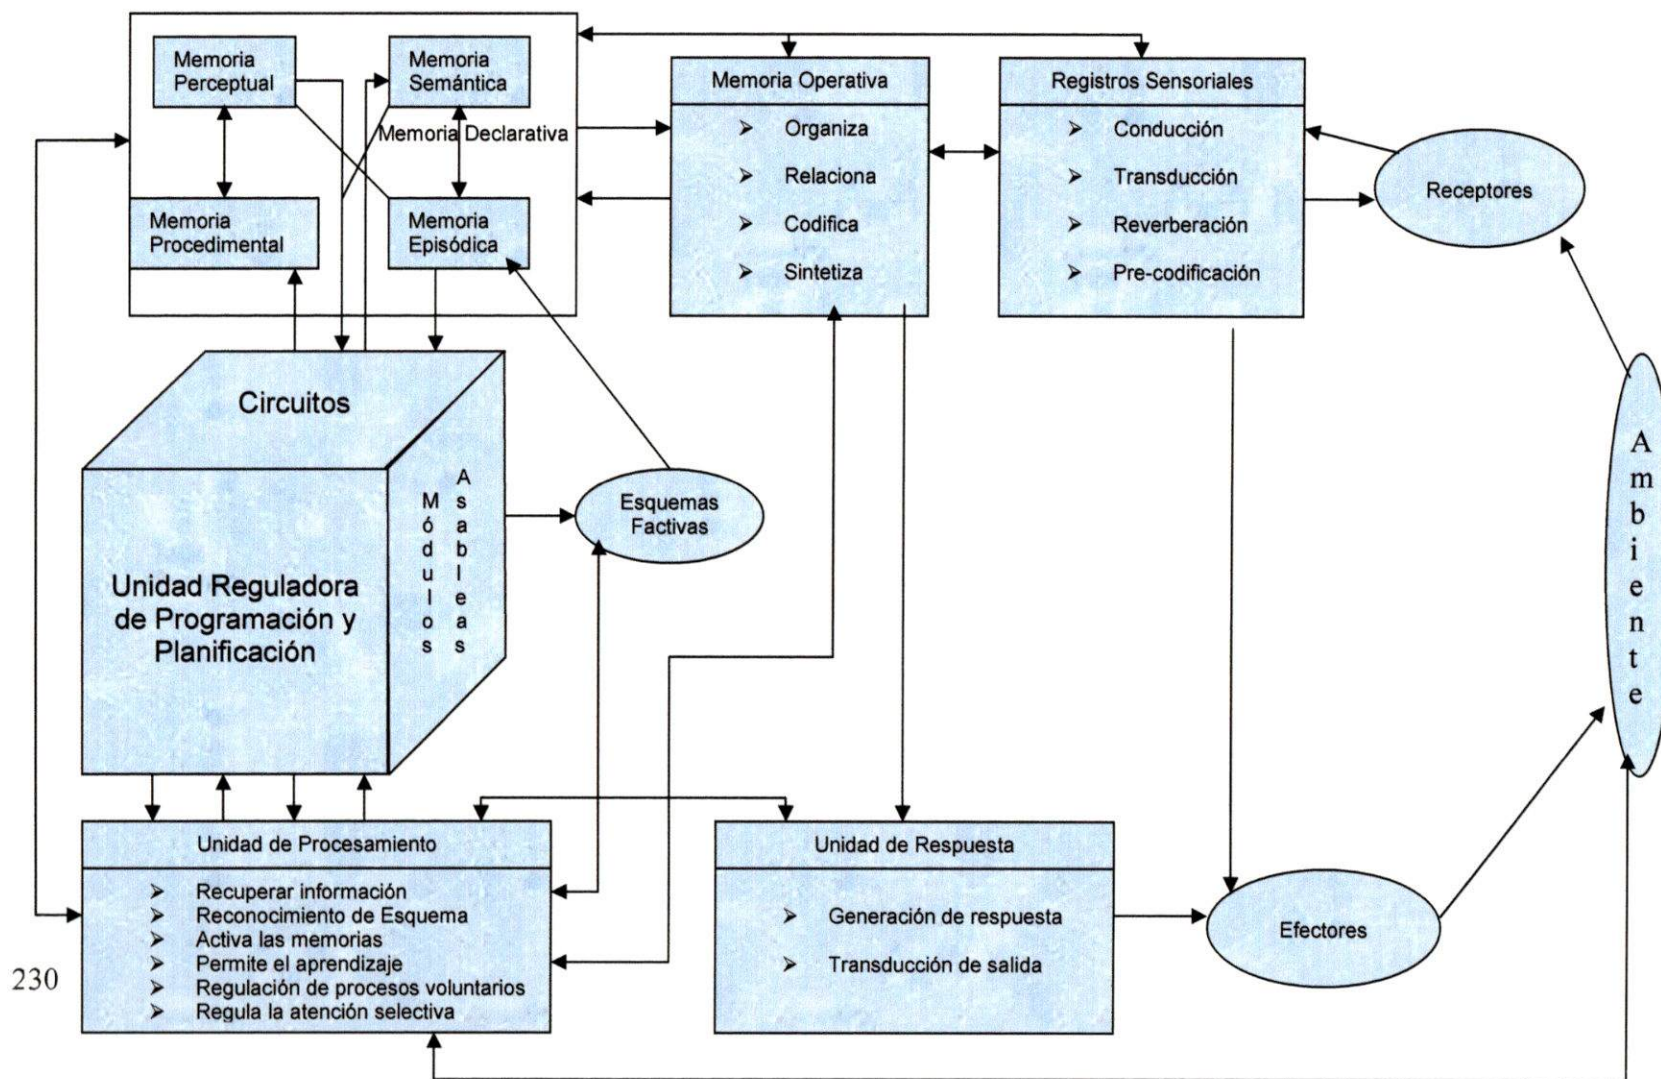 Memoria
Perceptual
Memoria
Semántica
Memoria Declarativa
Memoria
Procedimental
Memoria
Episódica
Memoria Operativa
➢ Organiza
➢ Relaciona
➢ Codifica
➢ Sintetiza
Registros Sensoriales
➢ Conducción
➢ Transducción
➢ Reverberación
➢ Pre-codificación
Receptores
Ambiente
Circuitos
Módulos
Asableas
Unidad Reguladora
de Programación y
Planificación
Esquemas
Factivas
Unidad de Procesamiento
➢ Recuperar información
➢ Reconocimiento de Esquema
➢ Activa las memorias
➢ Permite el aprendizaje
➢ Regulación de procesos voluntarios
➢ Regula la atención selectiva
Unidad de Respuesta
➢ Generación de respuesta
➢ Transducción de salida
Efectores
230